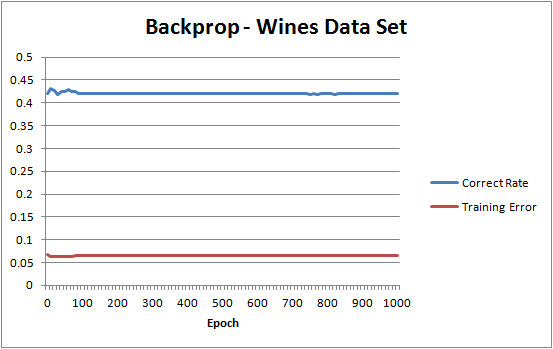 Backprop - Wines Data Set
0.5
0.45
0.4
0.35
0.3
0.25
0.2
0.15
0.1
0.05
0
0 100 200 300 400 500 600 700 800 900 1000
Epoch
Correct Rate
Training Error